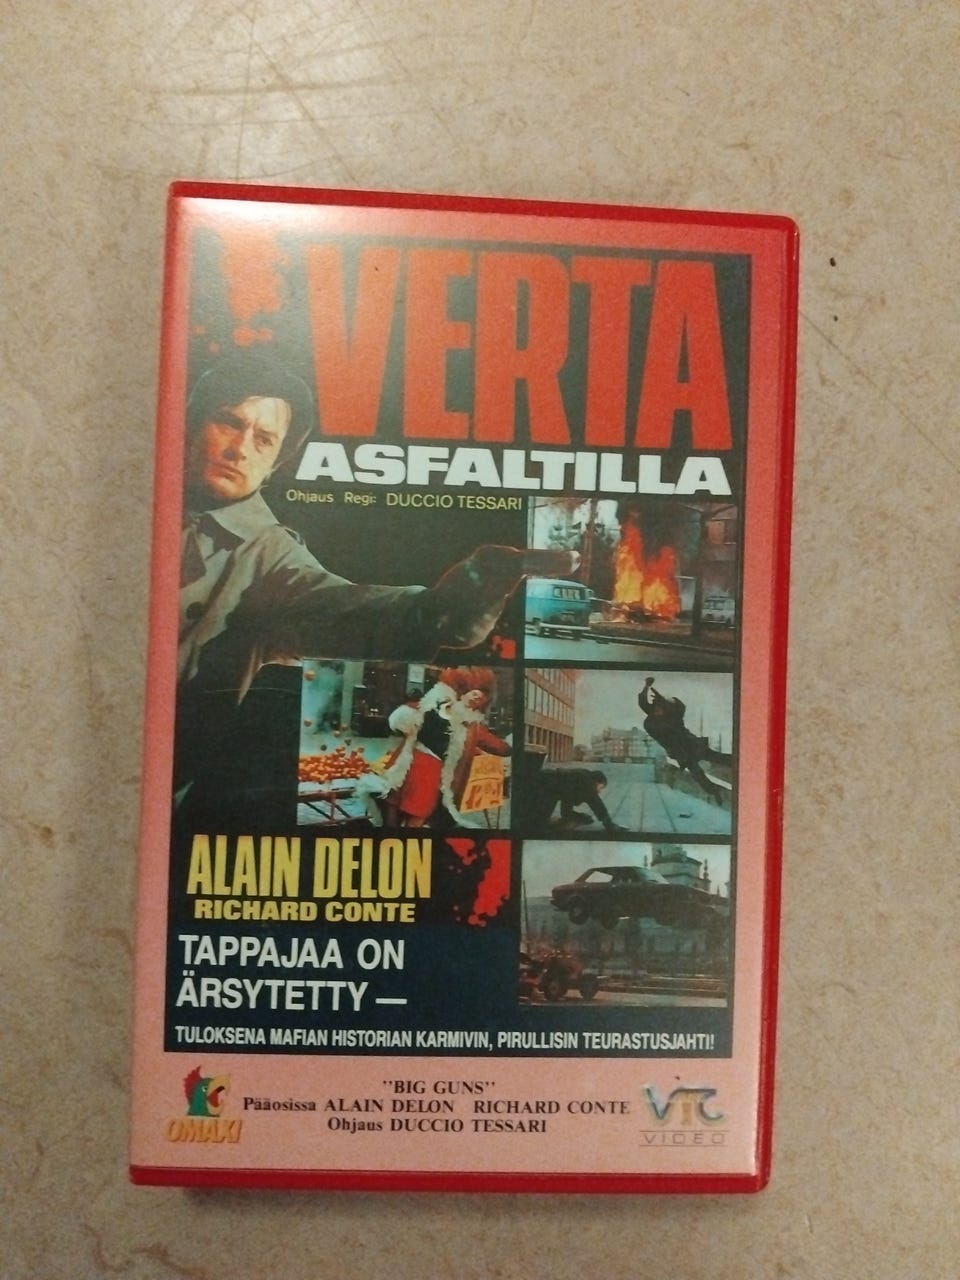 VERTA
ASFALTILLA
Ohjaus Regi: DUCCIO TESSARI
ALAIN DELON
RICHARD CONTE
TAPPAJAA ON
ÄRSYTETTY —
TULOKSENA MAFIAN HISTORIAN KARMIVIN, PIRULLISIN TEURASTUSJAHTI!
"BIG GUNS"
Pääosissa ALAIN DELON RICHARD CONTE
Ohjaus DUCCIO TESSARI
OMAXI
VTC
VIDEO